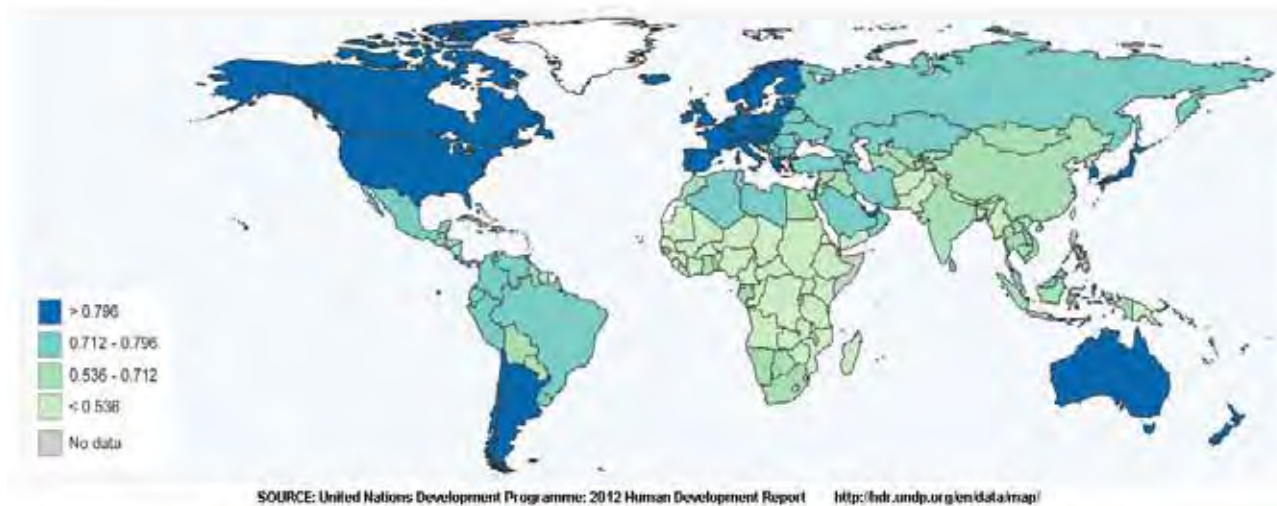 > 0.796
0.712 - 0.796
0.536 - 0.712
< 0.536
No data
SOURCE: United Nations Development Programme: 2012 Human Development Report http://hdr.undp.org/en/data/map/